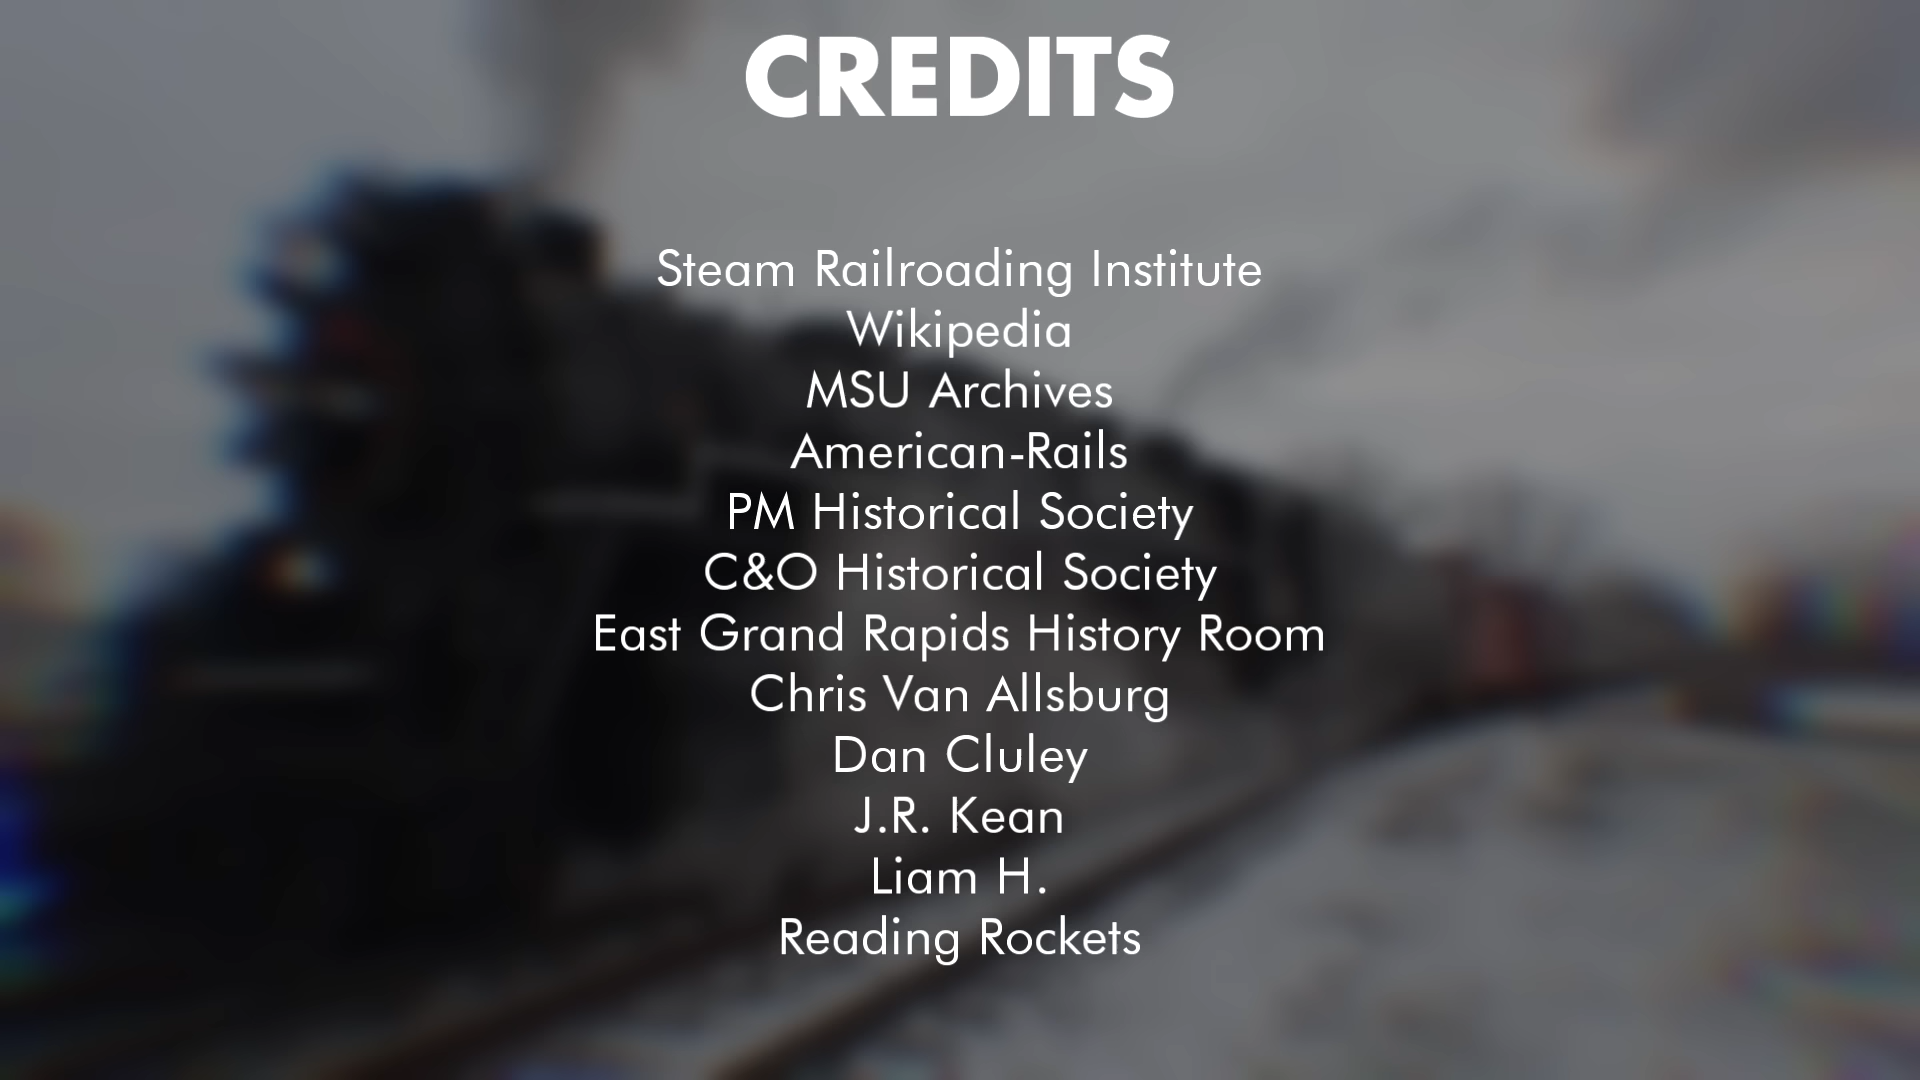 CREDITS
Steam Railroading Institute
Wikipedia
MSU Archives
American-Rails
PM Historical Society
C&O Historical Society
East Grand Rapids History Room
Chris Van Allsburg
Dan Cluley
J.R. Kean
Liam H.
Reading Rockets